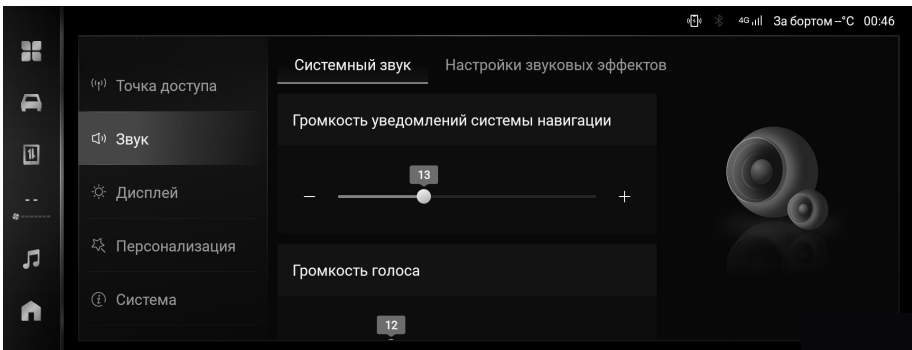 4G За бортом --°C 00:46
Системный звук Настройки звуковых эффектов
Точка доступа
Звук
Дисплей
Персонализация
Система
Громкость уведомлений системы навигации
13
− +
Громкость голоса
12
--